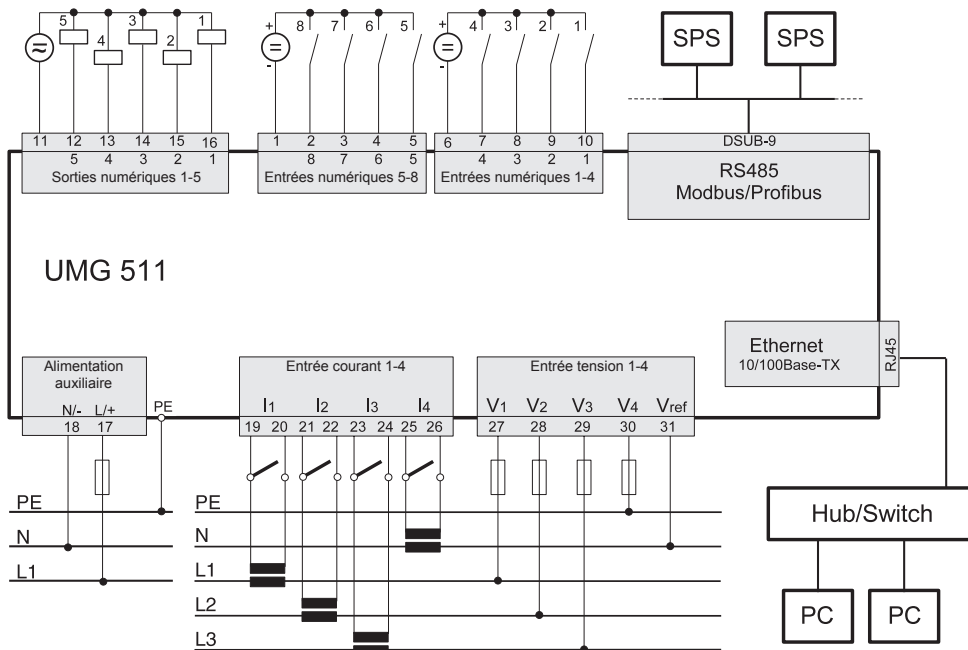 5 4 3 2 1
+ 8 7 6 5
-
+ 4 3 2 1
-
SPS SPS
11 12 13 14 15 16
5 4 3 2 1
Sorties numériques 1-5
1 2 3 4 5
8 7 6 5
Entrées numériques 5-8
6 7 8 9 10
4 3 2 1
Entrées numériques 1-4
DSUB-9
RS485
Modbus/Profibus
UMG 511
Ethernet
10/100Base-TX
RJ45
Alimentation
auxiliaire
N/- L/+ PE
18 17
Entrée courant 1-4
I1 I2 I3 I4
19 20 21 22 23 24 25 26
Entrée tension 1-4
V1 V2 V3 V4 Vref
27 28 29 30 31
PE
N
L1
PE
N
L1
L2
L3
Hub/Switch
PC PC